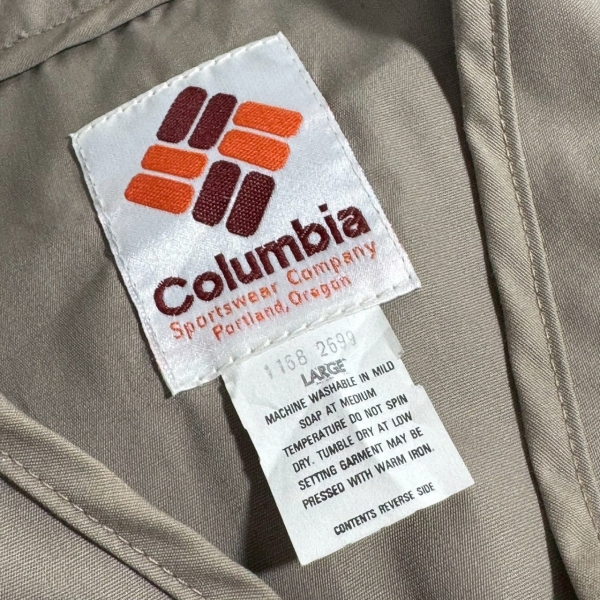 Columbia
Sportswear Company
Portland, Oregon
1168 2699
LARGE
MACHINE WASHABLE IN MILD
SOAP AT MEDIUM
TEMPERATURE DO NOT SPIN
DRY. TUMBLE DRY AT LOW
SETTING GARMENT MAY BE
PRESSED WITH WARM IRON.
CONTENTS REVERSE SIDE